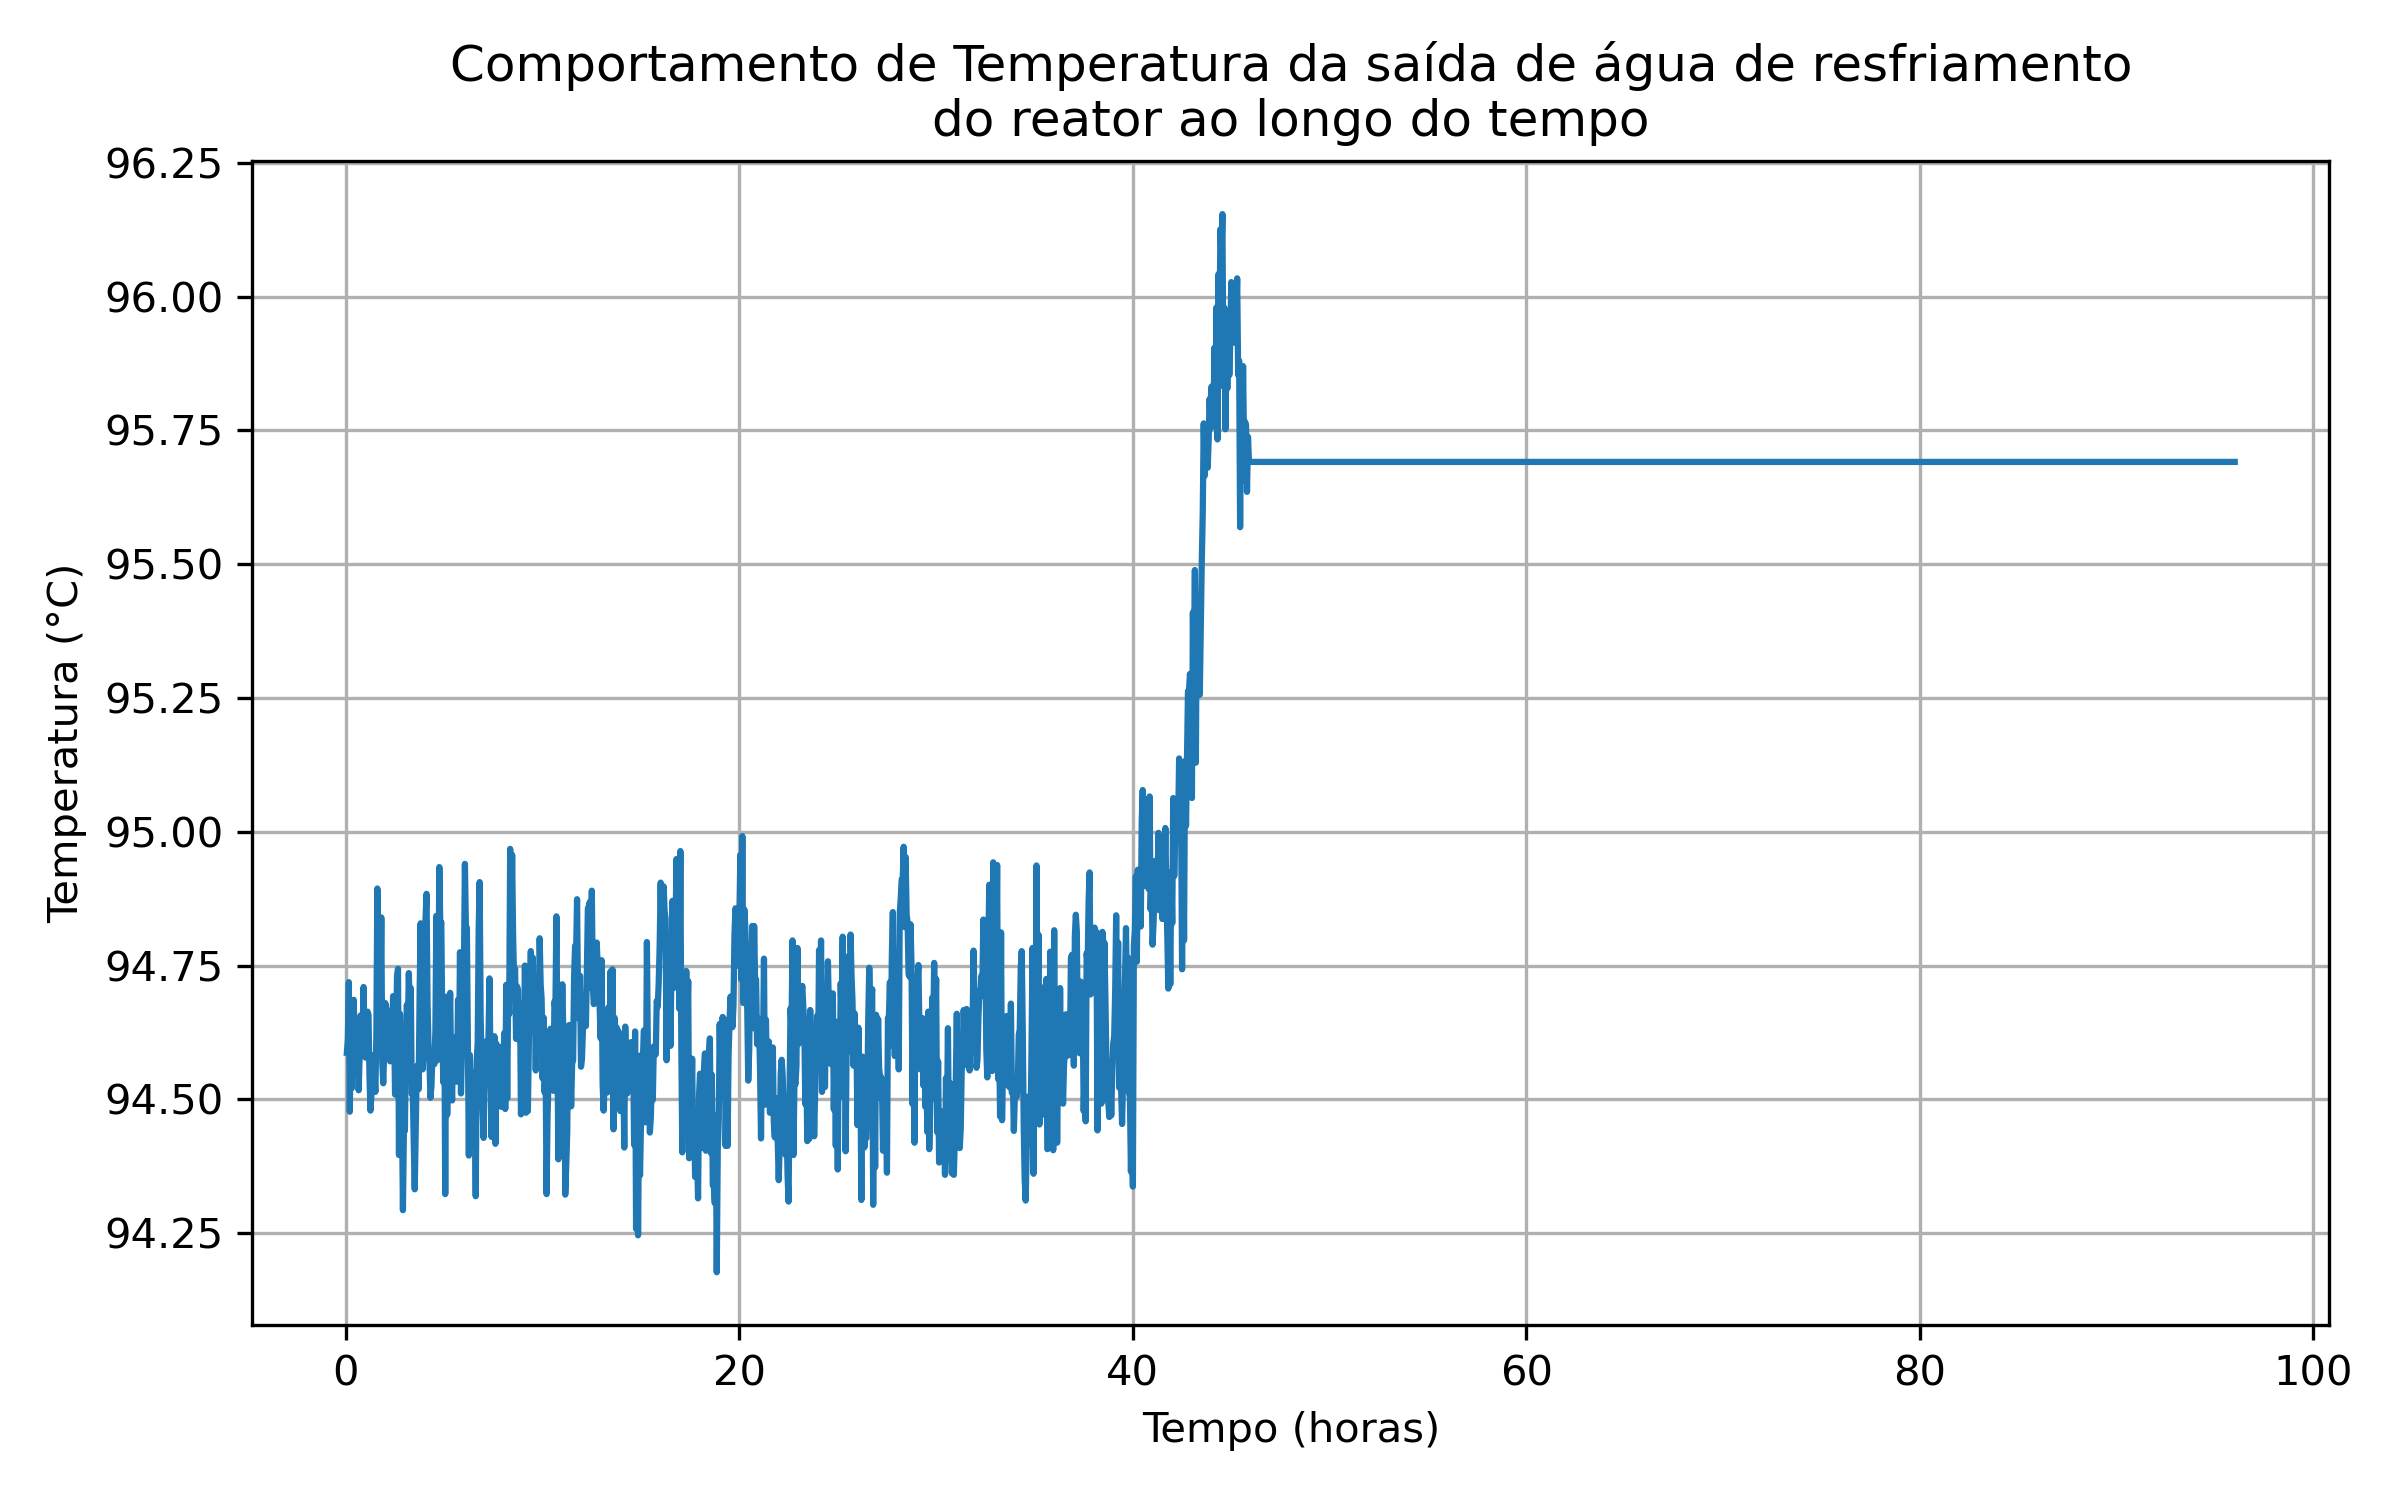 Comportamento de Temperatura da saída de água de resfriamento
do reator ao longo do tempo
96.25
96.00
95.75
95.50
95.25
95.00
94.75
94.50
94.25
Temperatura (°C)
0 20 40 60 80 100
Tempo (horas)